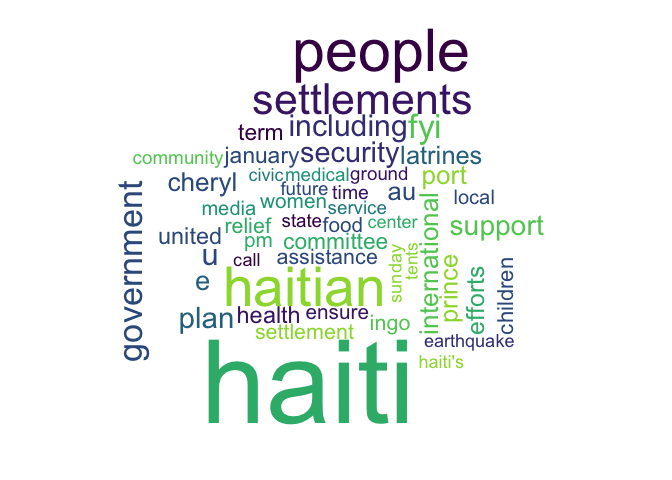 people
settlements
term including fyi
community january security latrines
civic medical ground port
cheryl future time au local
media women service
relief state food center support
united pm committee
call assistance
government u
e haitian sunday tents international prince efforts children
plan health ensure ingo
settlement earthquake
haiti haiti's